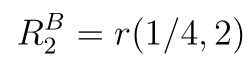 $R_2^B = r(1/4, 2)$